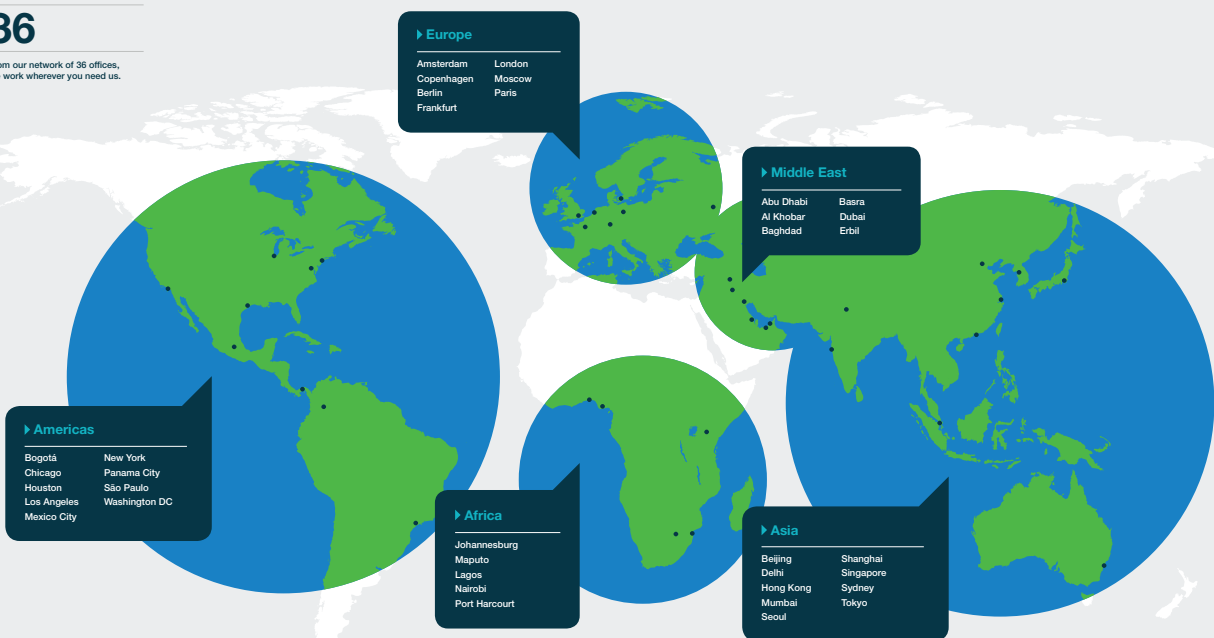 36
from our network of 36 offices,
work wherever you need us.
Europe
Amsterdam
Copenhagen
Berlin
Frankfurt
London
Moscow
Paris
Middle East
Abu Dhabi
Al Khobar
Baghdad
Basra
Dubai
Erbil
Americas
Bogotá
Chicago
Houston
Los Angeles
Mexico City
New York
Panama City
São Paulo
Washington DC
Africa
Johannesburg
Maputo
Lagos
Nairobi
Port Harcourt
Asia
Beijing
Delhi
Hong Kong
Mumbai
Seoul
Shanghai
Singapore
Sydney
Tokyo